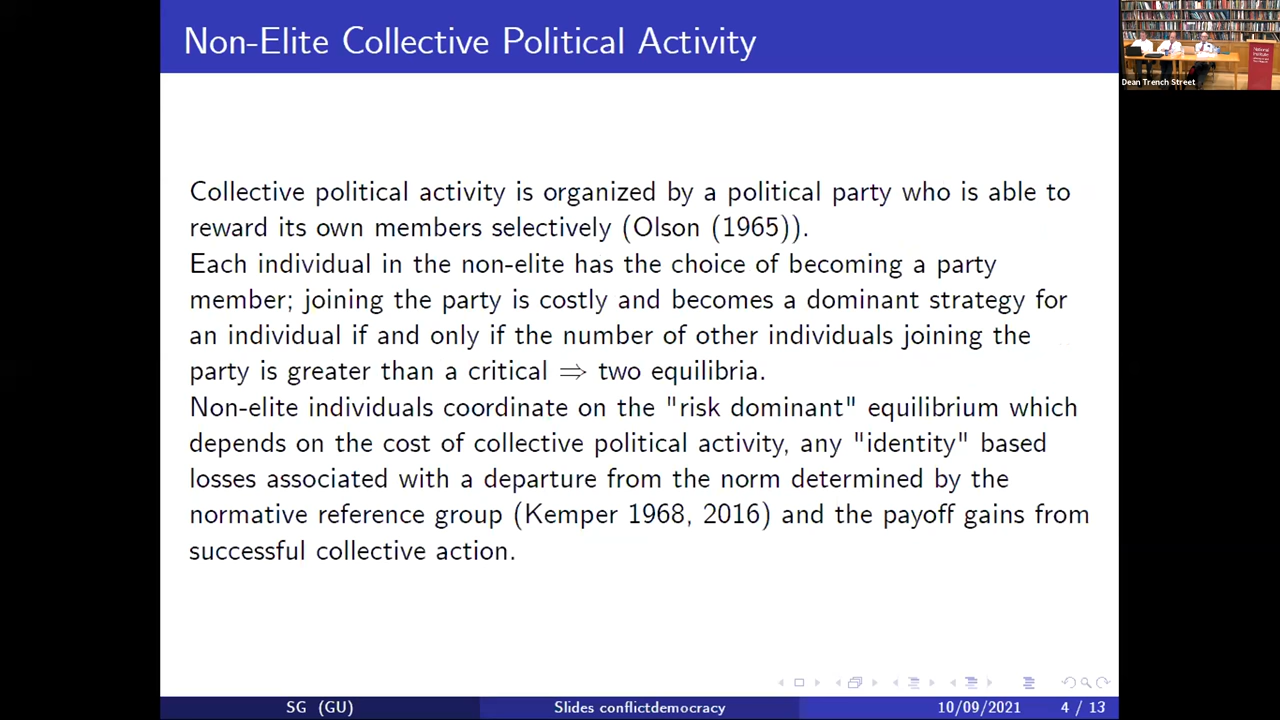 Non-Elite Collective Political Activity
Dean Trench Street
Collective political activity is organized by a political party who is able to
reward its own members selectively (Olson (1965)).
Each individual in the non-elite has the choice of becoming a party
member; joining the party is costly and becomes a dominant strategy for
an individual if and only if the number of other individuals joining the
party is greater than a critical ⇒ two equilibria.
Non-elite individuals coordinate on the "risk dominant" equilibrium which
depends on the cost of collective political activity, any "identity" based
losses associated with a departure from the norm determined by the
normative reference group (Kemper 1968, 2016) and the payoff gains from
successful collective action.
SG (GU)
Slides conflictdemocracy
10/09/2021
4 / 13